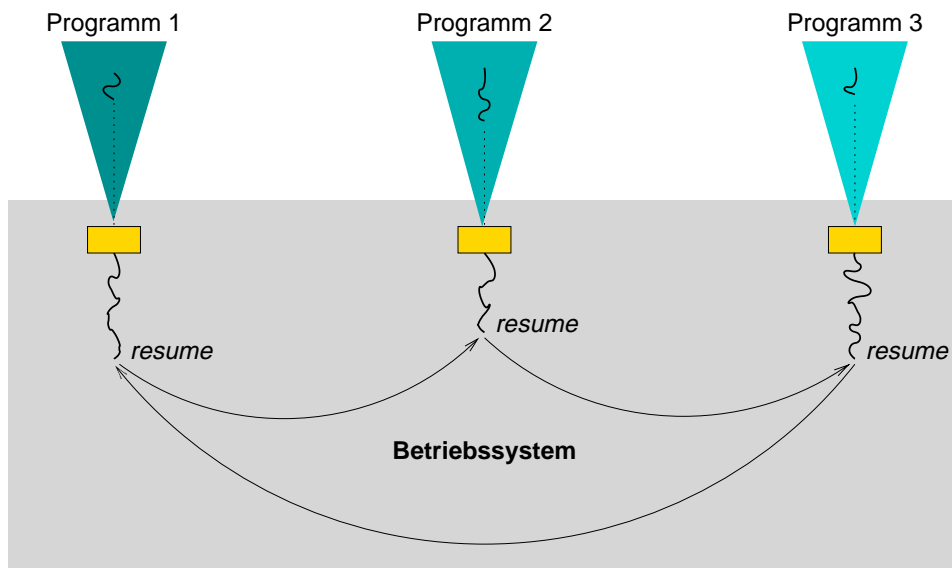 Programm 1
Programm 2
Programm 3
resume
resume
resume
Betriebssystem